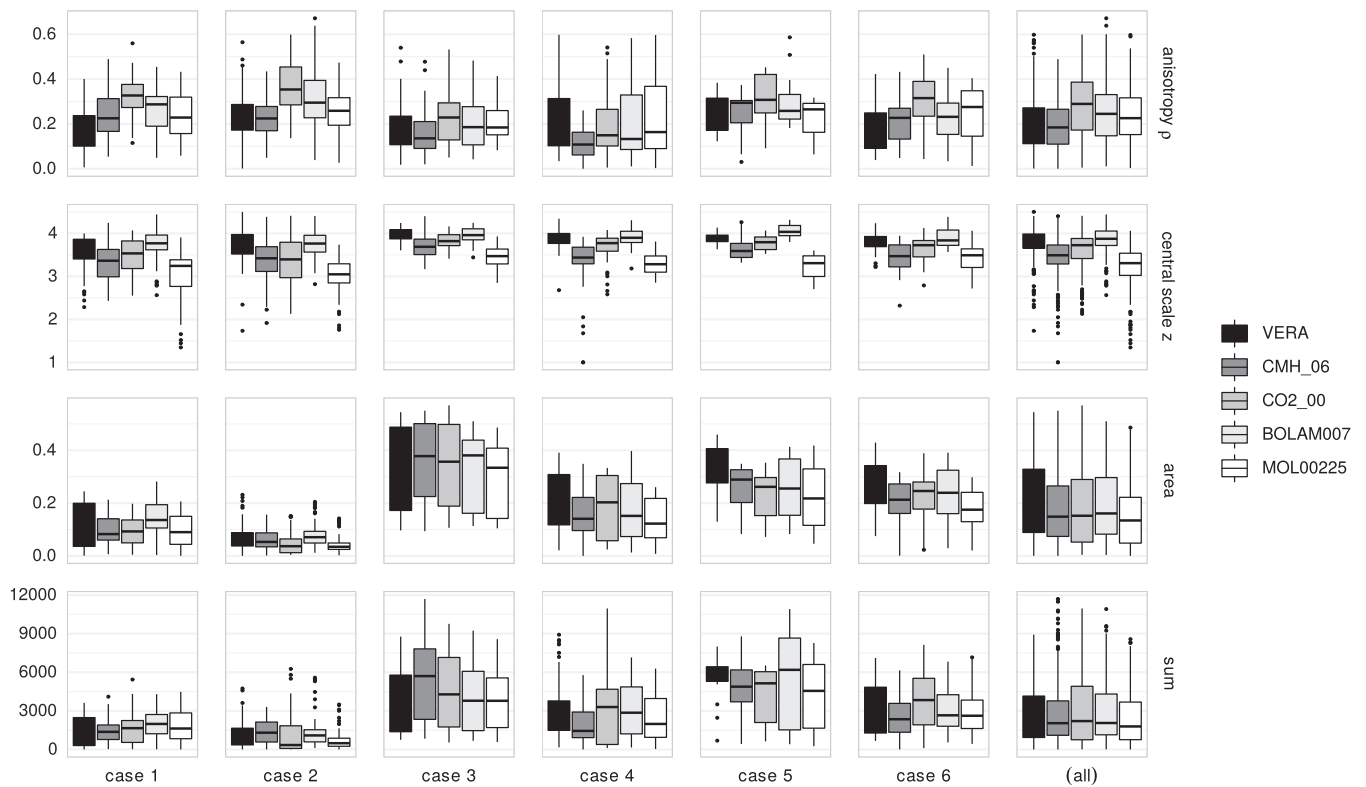 0.6
0.4
0.2
0.0
anisotropy ρ
4
3
2
1
central scale z
0.4
0.2
0.0
area
12000
9000
6000
3000
0
sum
case 1 case 2 case 3 case 4 case 5 case 6 (all)
VERA
CMH_06
CO2_00
BOLAM007
MOL00225